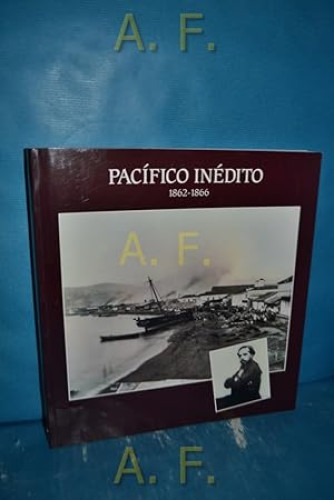 A. F.
PACÍFICO INÉDITO
1862-1866
A. F.
A. F.